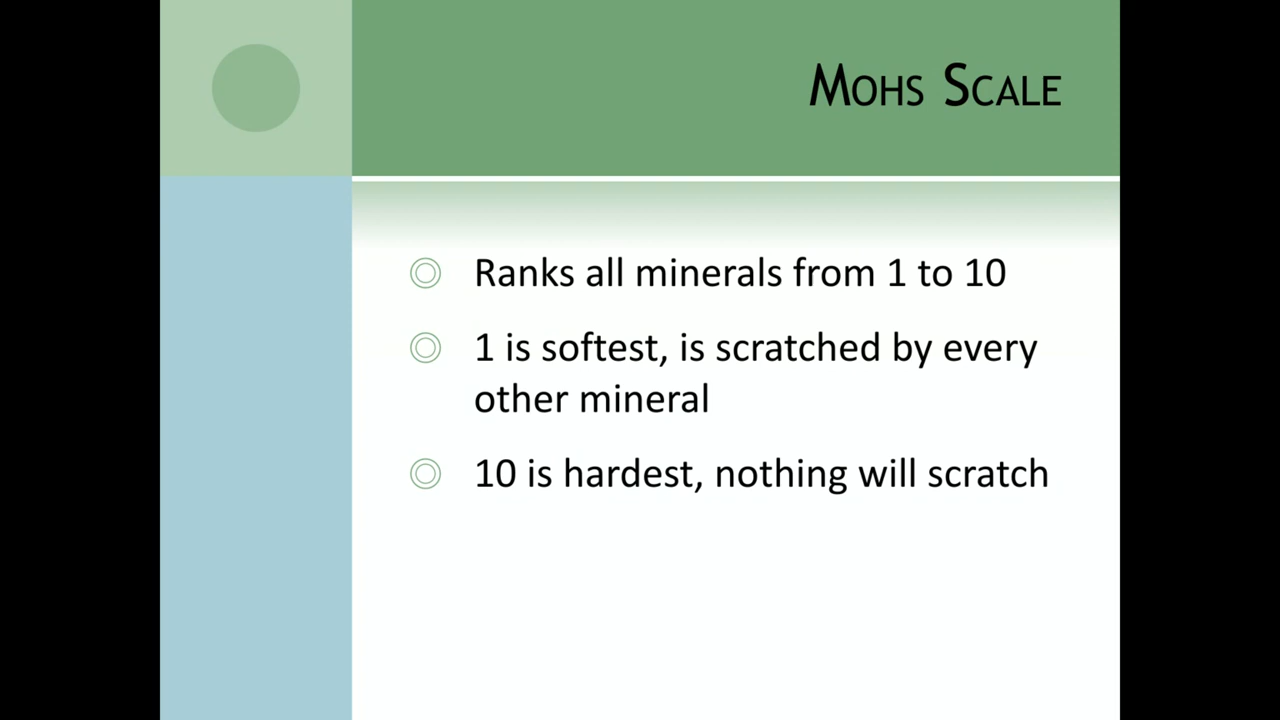 Mohs Scale
Ranks all minerals from 1 to 10
1 is softest, is scratched by every
other mineral
10 is hardest, nothing will scratch